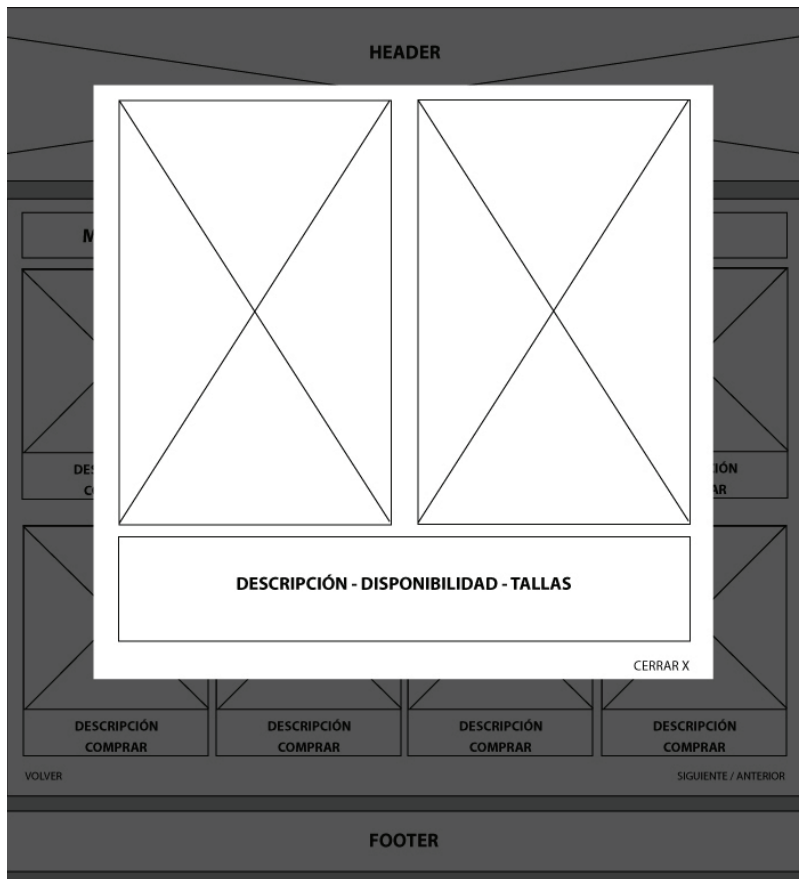 HEADER
DESCRIPCIÓN - DISPONIBILIDAD - TALLAS
CERRAR X
DESCRIPCIÓN DESCRIPCIÓN DESCRIPCIÓN DESCRIPCIÓN
COMPRAR COMPRAR COMPRAR COMPRAR
VOLVER SIGUIENTE / ANTERIOR
FOOTER